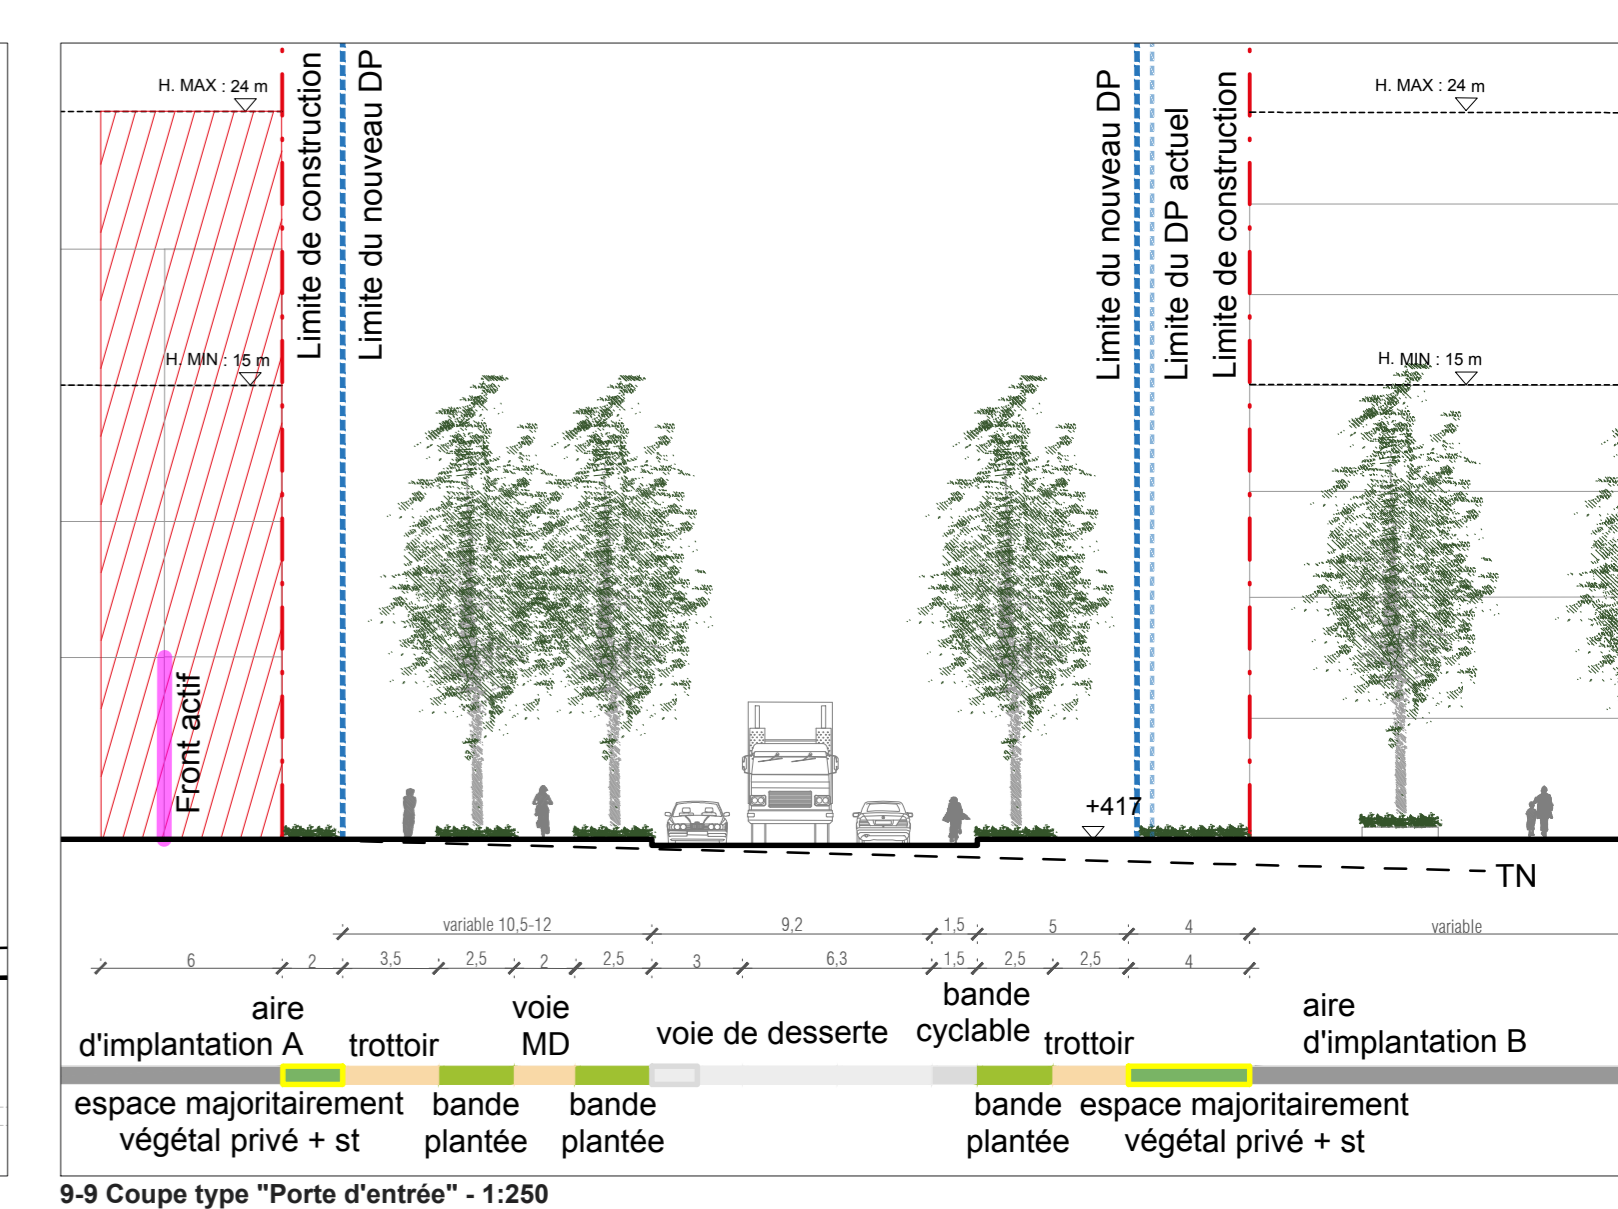 H. MAX : 24 m
H. MAX : 24 m
Limite de construction
Limite du nouveau DP
Limite du nouveau DP
Limite du DP actuel
Limite de construction
H. MIN : 15 m
H. MIN : 15 m
Front actif
+417
TN
variable 10,5-12
9,2
1,5
5
4
variable
6
2
3,5
2,5
2
2,5
3
6,3
1,5
2,5
2,5
4
aire
d'implantation A
trottoir
voie
MD
voie de desserte
bande
cyclable
trottoir
aire
d'implantation B
espace majoritairement
végétal privé + st
bande
plantée
bande
plantée
bande
plantée
espace majoritairement
végétal privé + st
9-9 Coupe type "Porte d'entrée" - 1:250